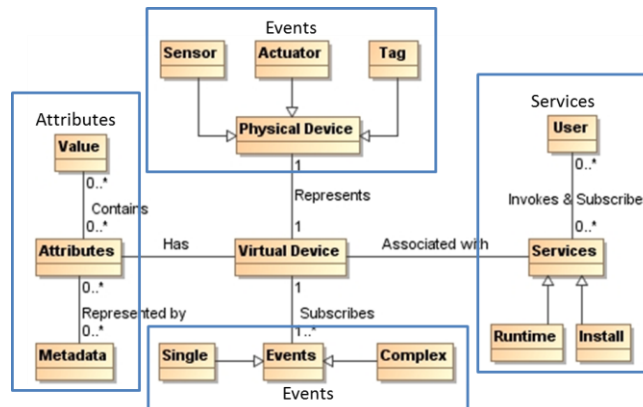 Events
Sensor
Actuator
Tag
Services
Attributes
Physical Device
User
Value
1
0..*
0..*
Represents
Invokes & Subscribe
Contains
0..*
1
0..*
Attributes
Has
Virtual Device
Associated with
Services
0..*
1
Represented by
Subscribes
0..*
1..*
Runtime
Install
Metadata
Single
Events
Complex
Events